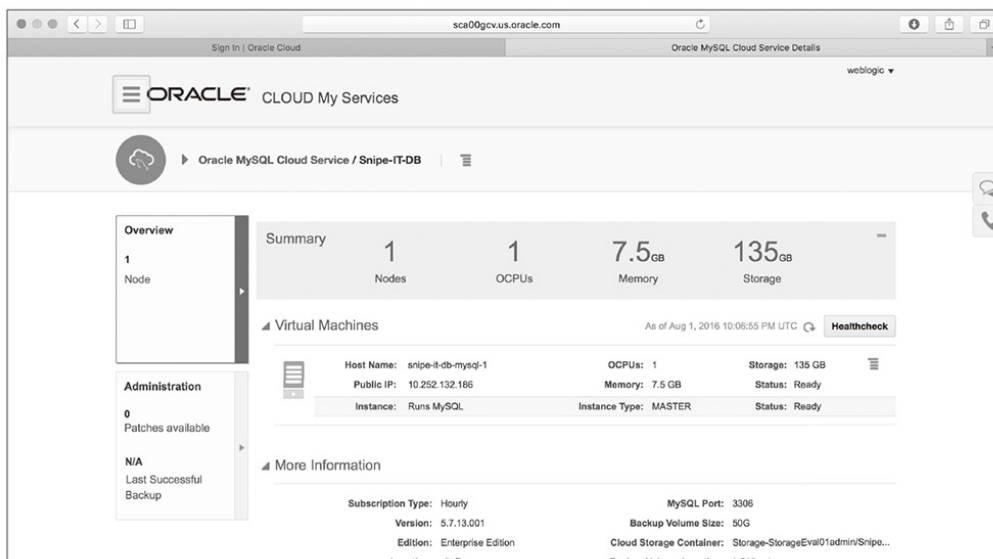 sca00gcv.us.oracle.com
Sign In | Oracle Cloud
Oracle MySQL Cloud Service Details
weblogic
ORACLE CLOUD My Services
Oracle MySQL Cloud Service / Snipe-IT-DB
Overview
1
Node
Summary
1 Nodes
1 OCPUs
7.5GB Memory
135GB Storage
Virtual Machines
As of Aug 1, 2016 10:06:55 PM UTC
Healthcheck
Host Name: snipe-it-db-mysql-1 OCPUs: 1 Storage: 135 GB
Public IP: 10.252.132.186 Memory: 7.5 GB Status: Ready
Instance: Runs MySQL Instance Type: MASTER Status: Ready
Administration
0
Patches available
N/A
Last Successful
Backup
More Information
Subscription Type: Hourly MySQL Port: 3306
Version: 5.7.13.001 Backup Volume Size: 50G
Edition: Enterprise Edition Cloud Storage Container: Storage-StorageEval01admin/Snipe...